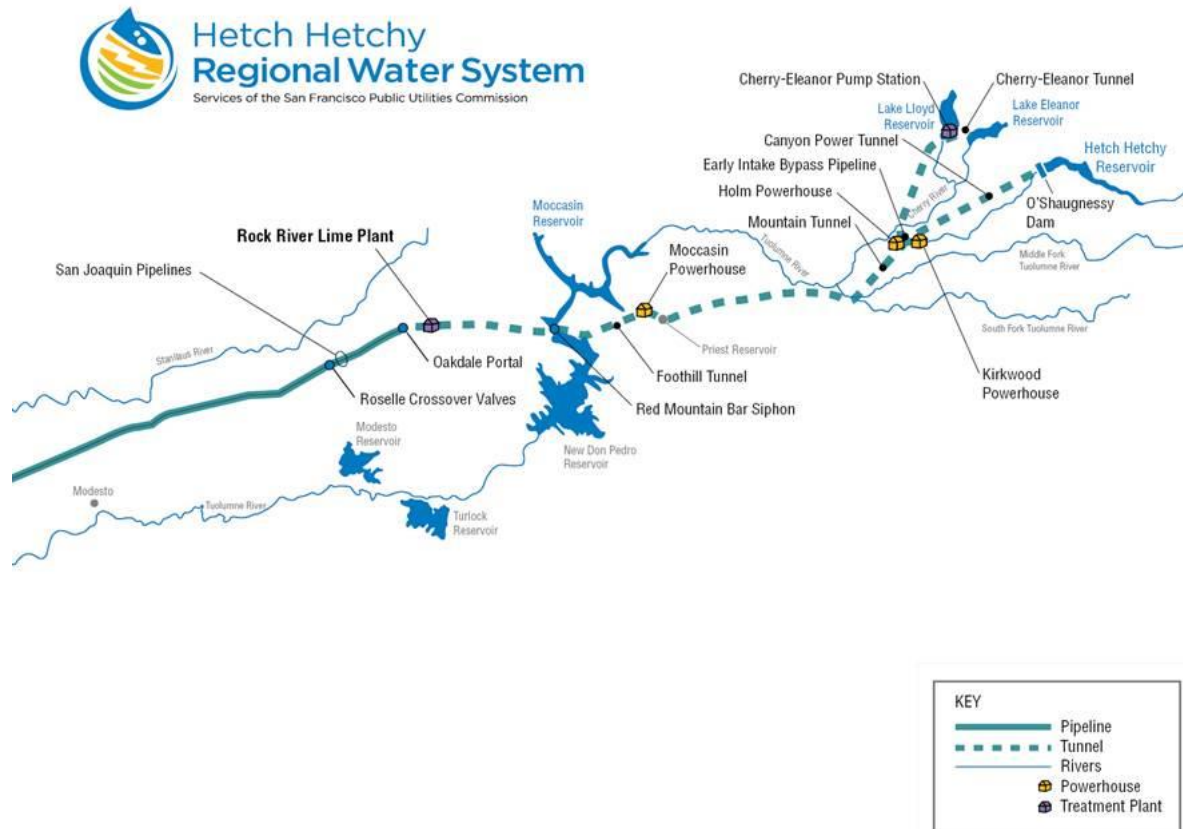 Hetch Hetchy
Regional Water System
Services of the San Francisco Public Utilities Commission
Cherry-Eleanor Pump Station
Cherry-Eleanor Tunnel
Lake Lloyd
Reservoir
Lake Eleanor
Reservoir
Canyon Power Tunnel
Early Intake Bypass Pipeline
Hetch Hetchy
Reservoir
Holm Powerhouse
Cherry River
Mountain Tunnel
O'Shaugnessy
Dam
Moccasin
Reservoir
Rock River Lime Plant
San Joaquin Pipelines
Moccasin
Powerhouse
Tuolumne River
Middle Fork
Tuolumne River
South Fork Tuolumne River
Stanilaus River
Priest Reservoir
Oakdale Portal
Foothill Tunnel
Kirkwood
Powerhouse
Roselle Crossover Valves
Red Mountain Bar Siphon
Modesto
Reservoir
New Don Pedro
Reservoir
Modesto
Tuolumne River
Turlock
Reservoir
KEY
Pipeline
Tunnel
Rivers
Powerhouse
Treatment Plant